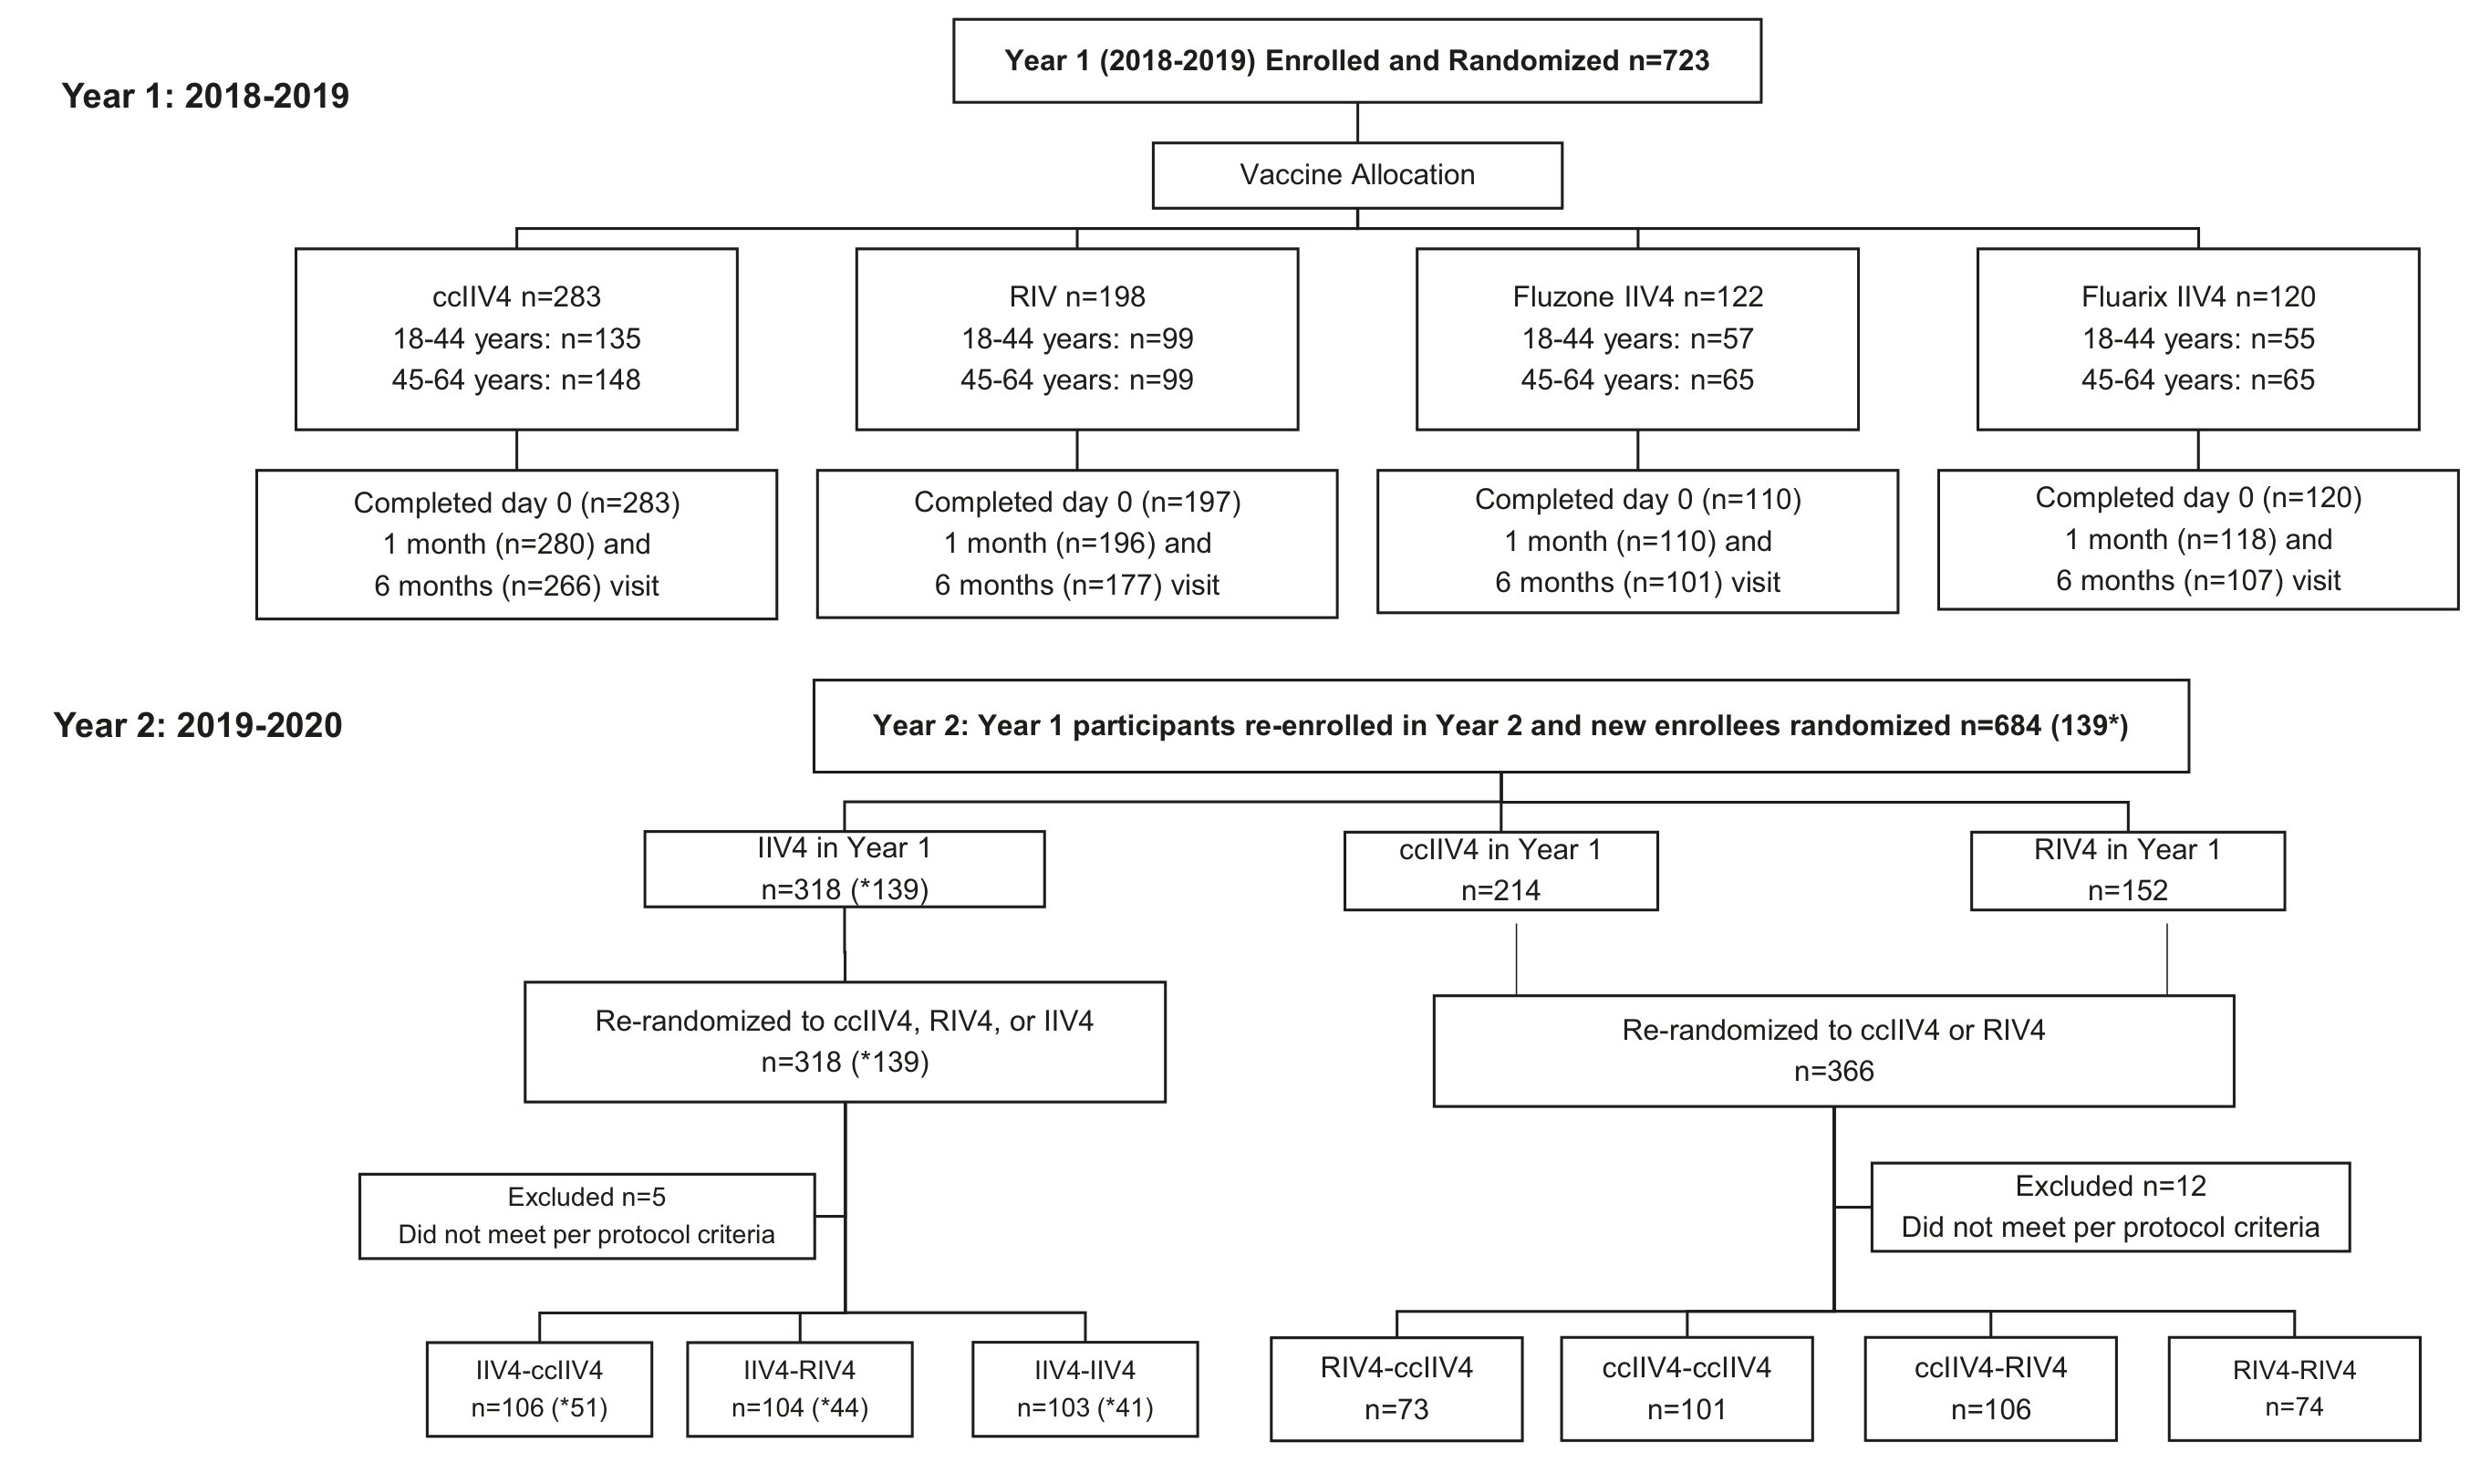 Year 1 (2018-2019) Enrolled and Randomized n=723
Year 1: 2018-2019
Vaccine Allocation
ccIIV4 n=283
18-44 years: n=135
45-64 years: n=148
RIV n=198
18-44 years: n=99
45-64 years: n=99
Fluzone IIV4 n=122
18-44 years: n=57
45-64 years: n=65
Fluarix IIV4 n=120
18-44 years: n=55
45-64 years: n=65
Completed day 0 (n=283)
1 month (n=280) and
6 months (n=266) visit
Completed day 0 (n=197)
1 month (n=196) and
6 months (n=177) visit
Completed day 0 (n=110)
1 month (n=110) and
6 months (n=101) visit
Completed day 0 (n=120)
1 month (n=118) and
6 months (n=107) visit
Year 2: 2019-2020
Year 2: Year 1 participants re-enrolled in Year 2 and new enrollees randomized n=684 (139*)
IIV4 in Year 1
n=318 (*139)
ccIIV4 in Year 1
n=214
RIV4 in Year 1
n=152
Re-randomized to ccIIV4, RIV4, or IIV4
n=318 (*139)
Re-randomized to ccIIV4 or RIV4
n=366
Excluded n=5
Did not meet per protocol criteria
Excluded n=12
Did not meet per protocol criteria
IIV4-ccIIV4
n=106 (*51)
IIV4-RIV4
n=104 (*44)
IIV4-IIV4
n=103 (*41)
RIV4-ccIIV4
n=73
ccIIV4-ccIIV4
n=101
ccIIV4-RIV4
n=106
RIV4-RIV4
n=74